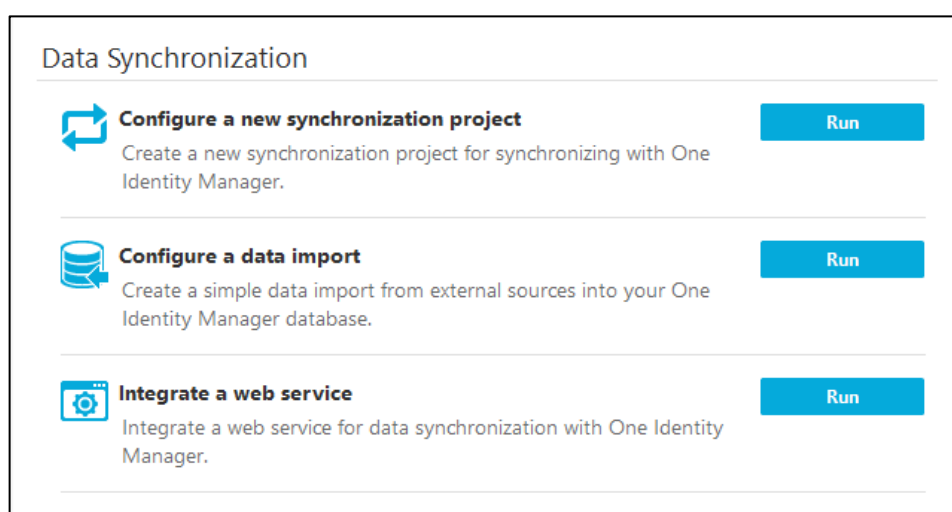 Data Synchronization
Configure a new synchronization project
Run
Create a new synchronization project for synchronizing with One
Identity Manager.
Configure a data import
Run
Create a simple data import from external sources into your One
Identity Manager database.
Integrate a web service
Run
Integrate a web service for data synchronization with One Identity
Manager.